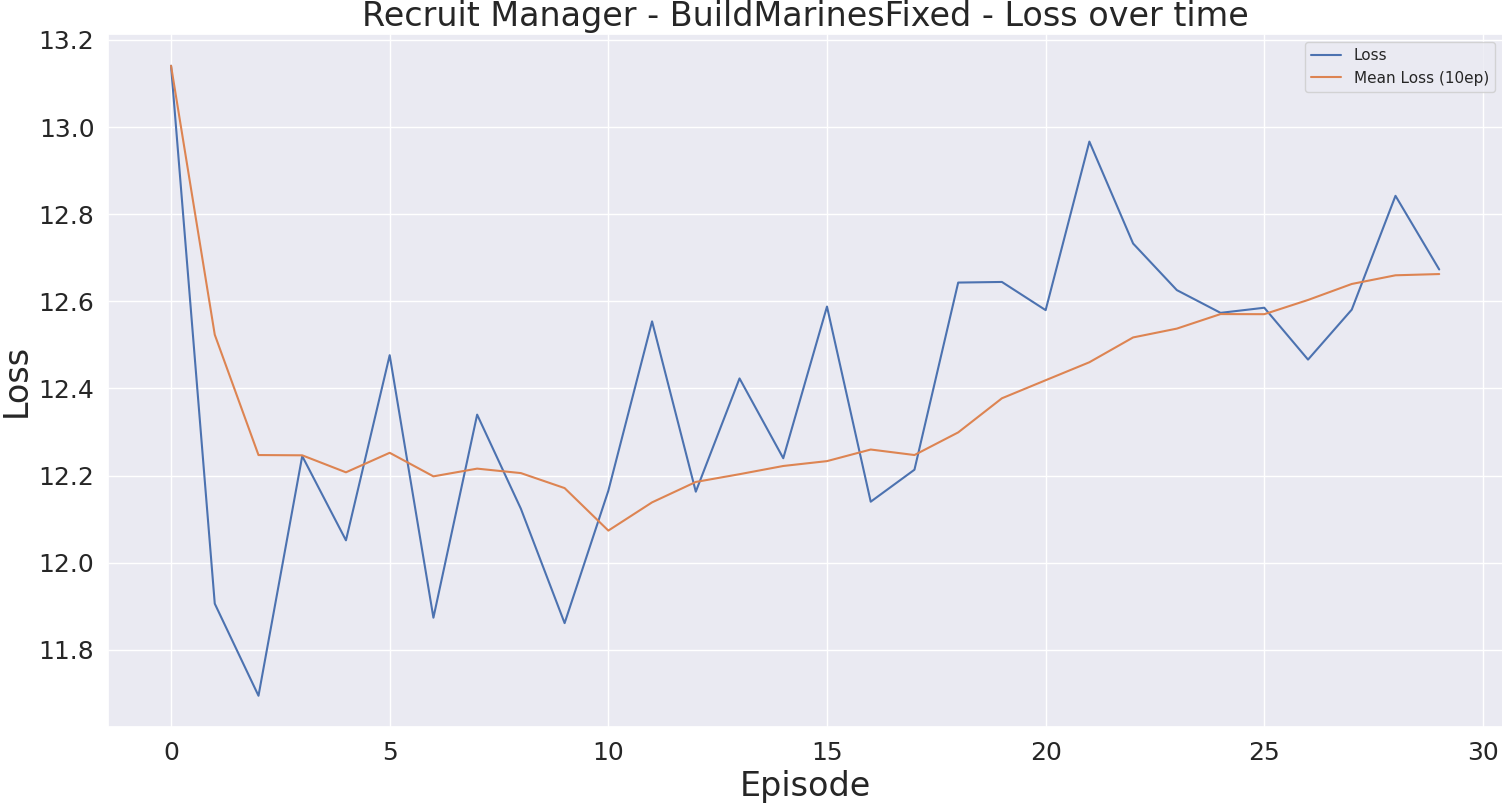 Recruit Manager - BuildMarinesFixed - Loss over time
13.2
13.0
12.8
12.6
12.4
12.2
12.0
11.8
Loss
Loss
Mean Loss (10ep)
0 5 10 15 20 25 30
Episode